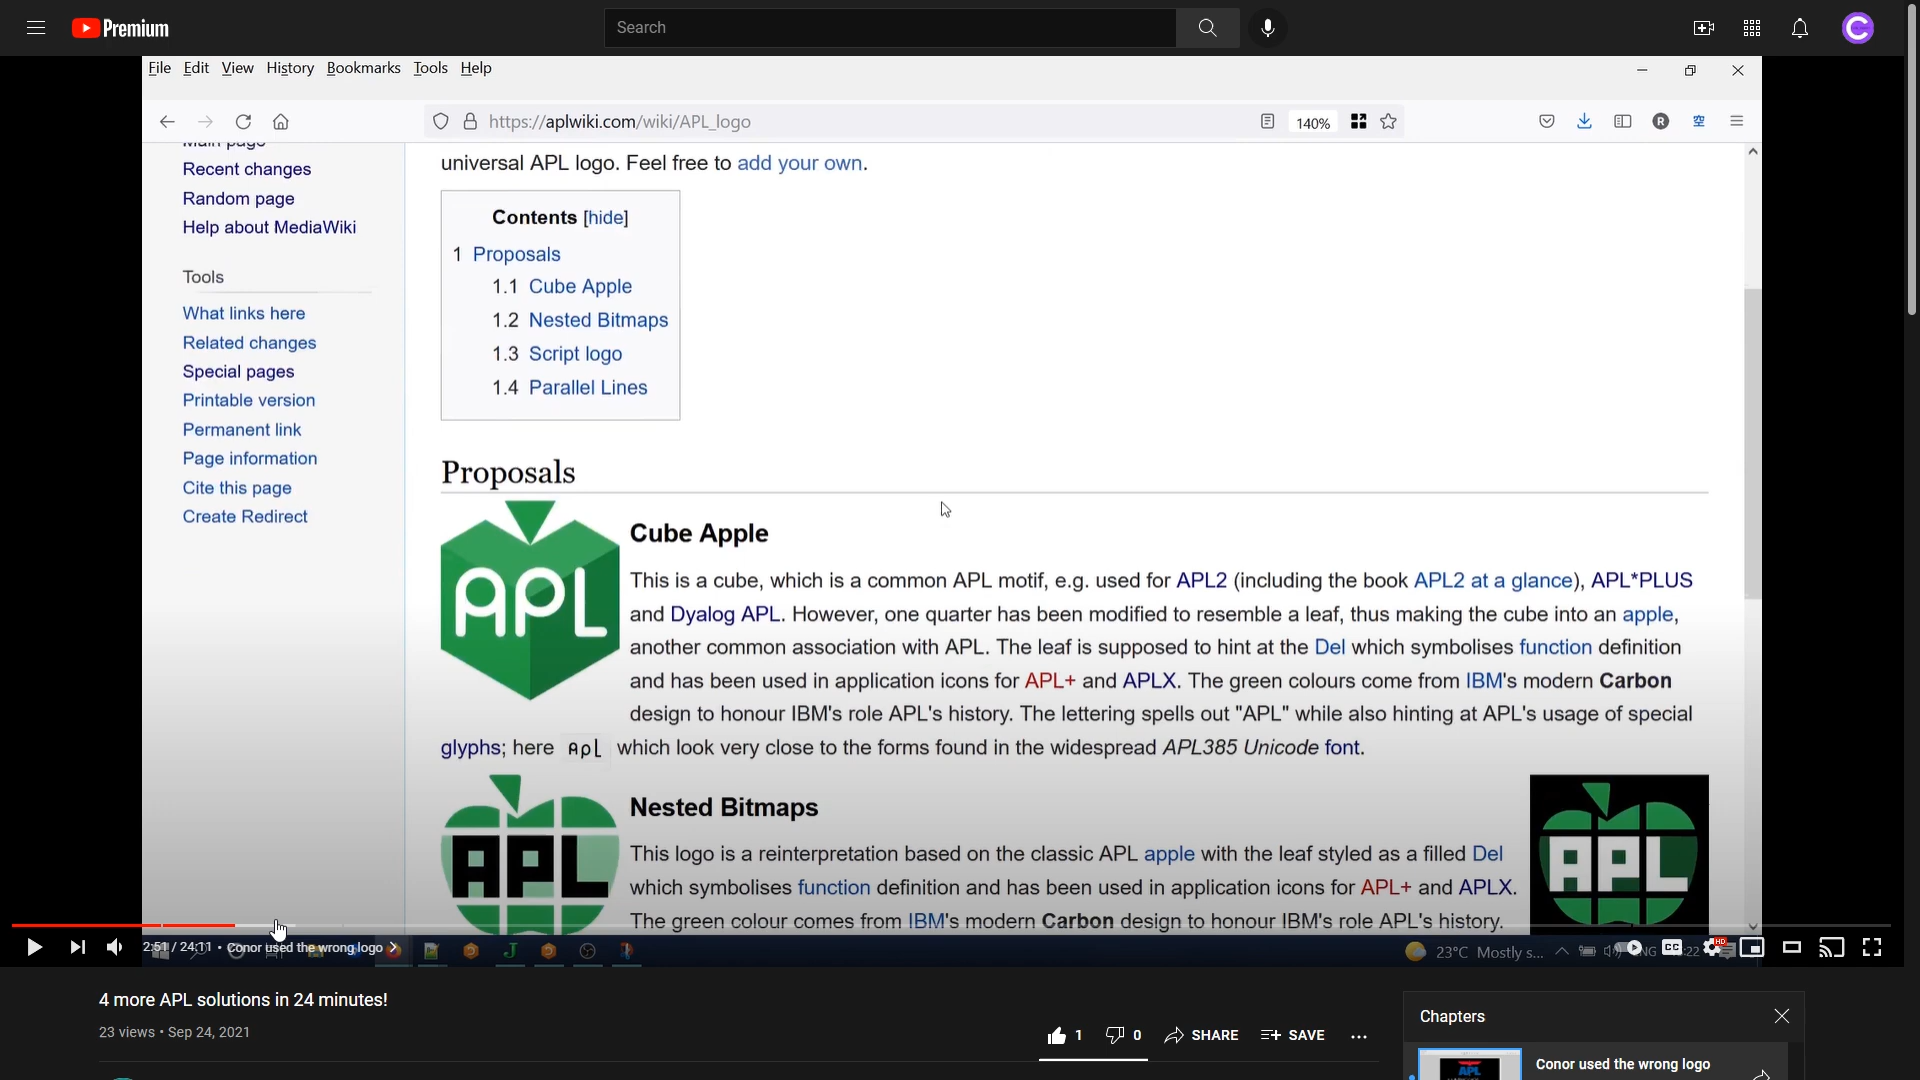 Premium
Search
C
File Edit View History Bookmarks Tools Help
https://aplwiki.com/wiki/APL_logo
140%
R
空
Main page
universal APL logo. Feel free to add your own.
Recent changes
Random page
Help about MediaWiki
Contents [hide]
1 Proposals
1.1 Cube Apple
1.2 Nested Bitmaps
1.3 Script logo
1.4 Parallel Lines
Tools
What links here
Related changes
Special pages
Printable version
Permanent link
Page information
Cite this page
Create Redirect
Proposals
APL
Cube Apple
This is a cube, which is a common APL motif, e.g. used for APL2 (including the book APL2 at a glance), APL*PLUS
and Dyalog APL. However, one quarter has been modified to resemble a leaf, thus making the cube into an apple,
another common association with APL. The leaf is supposed to hint at the Del which symbolises function definition
and has been used in application icons for APL+ and APLX. The green colours come from IBM's modern Carbon
design to honour IBM's role APL's history. The lettering spells out "APL" while also hinting at APL's usage of special
glyphs; here ⍺⍴⎣ which look very close to the forms found in the widespread APL385 Unicode font.
APL
Nested Bitmaps
APL
This logo is a reinterpretation based on the classic APL apple with the leaf styled as a filled Del
which symbolises function definition and has been used in application icons for APL+ and APLX.
The green colour comes from IBM's modern Carbon design to honour IBM's role APL's history.
2:51 / 24:11 • Conor used the wrong logo
J
23°C Mostly s...
CC
HD
4 more APL solutions in 24 minutes!
23 views • Sep 24, 2021
1
0
SHARE
SAVE
Chapters
APL
Conor used the wrong logo